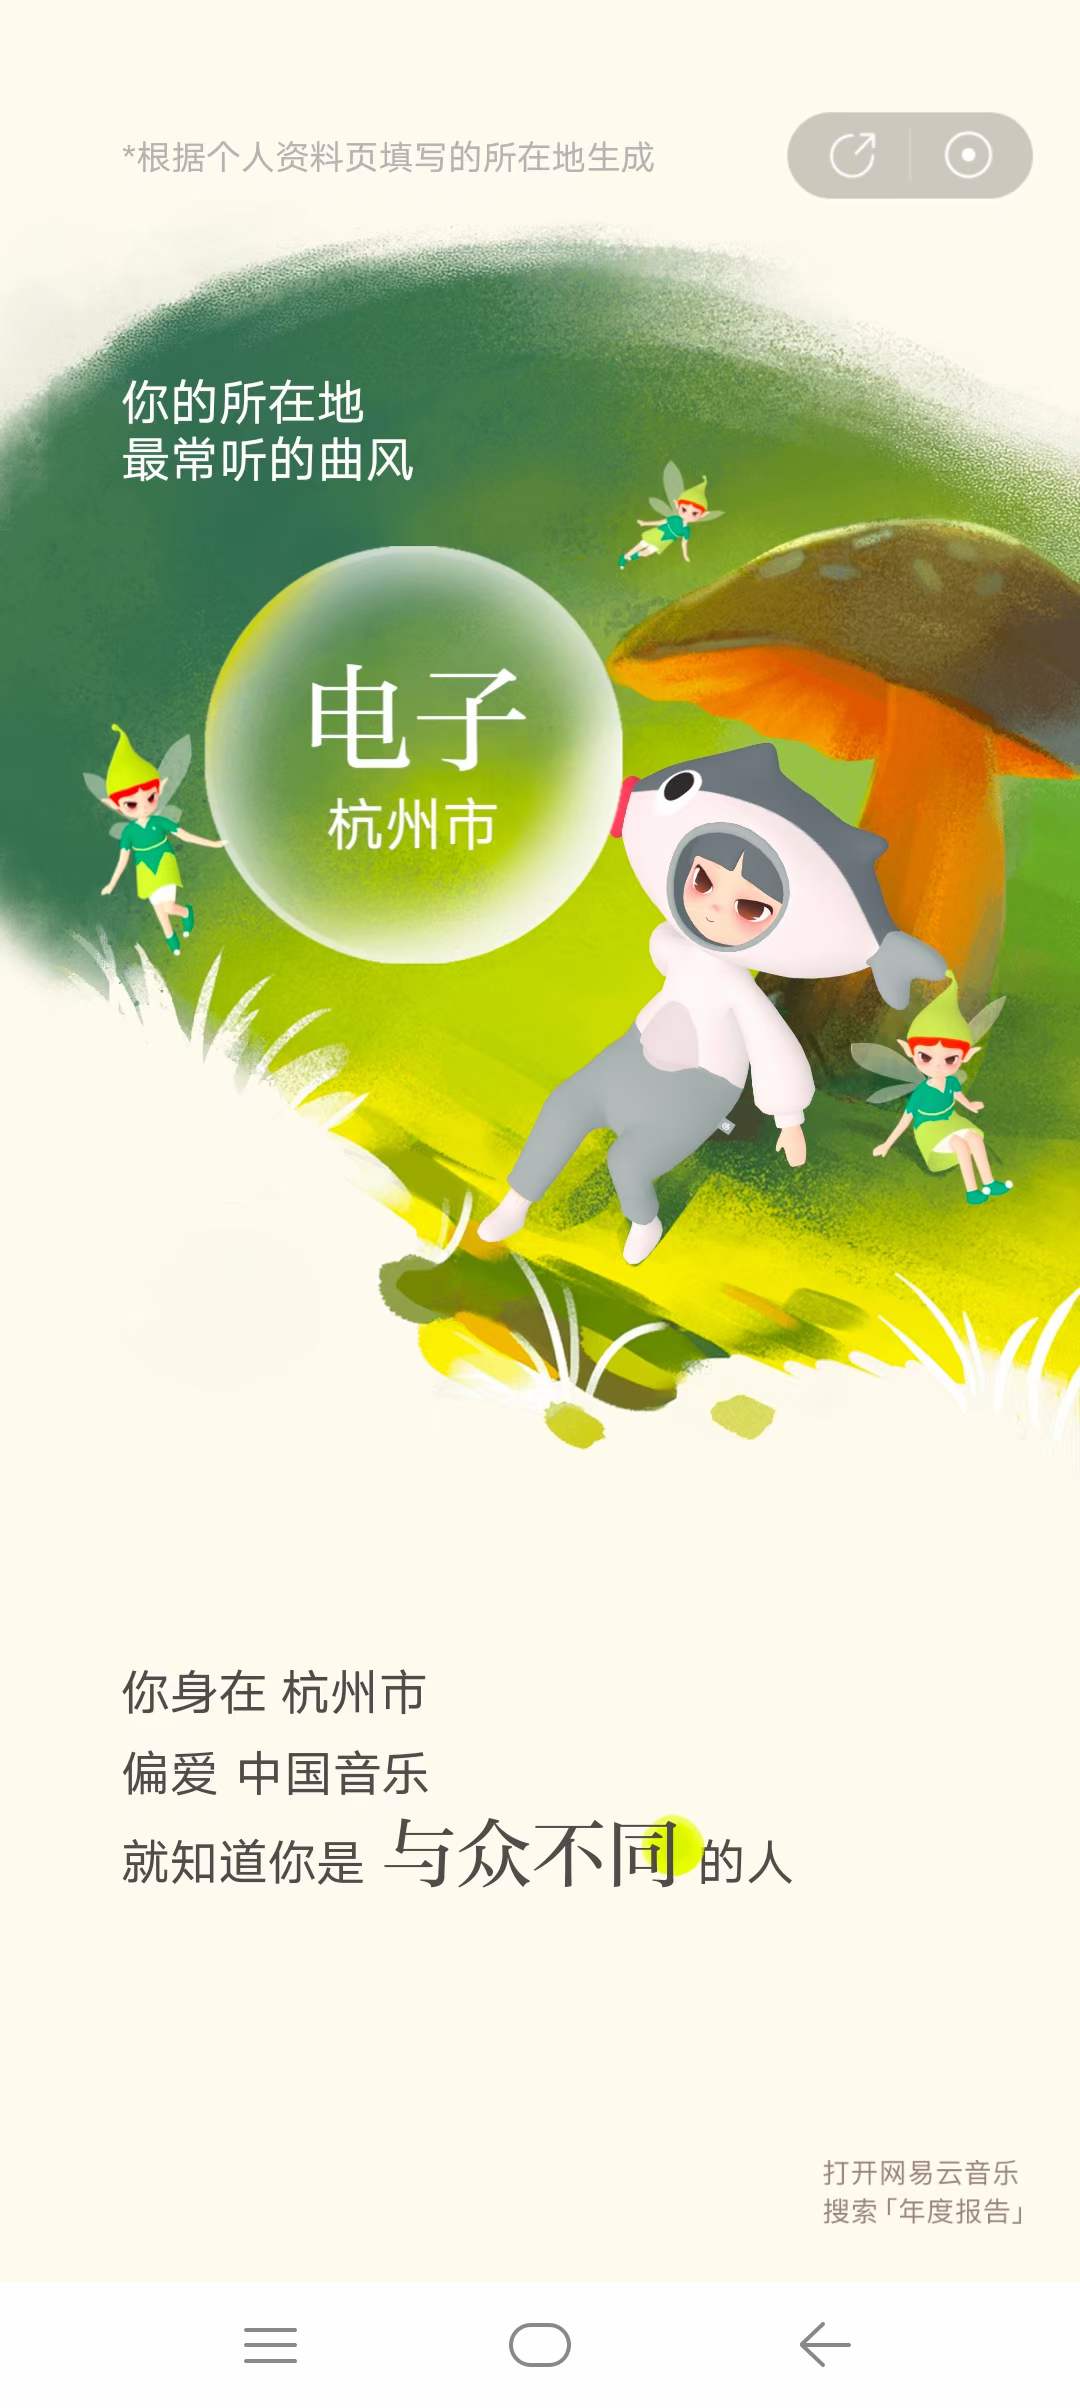 *根据个人资料页填写的所在地生成
你的所在地
最常听的曲风
电子
杭州市
你身在 杭州市
偏爱 中国音乐
就知道你是 与众不同 的人
打开网易云音乐
搜索「年度报告」